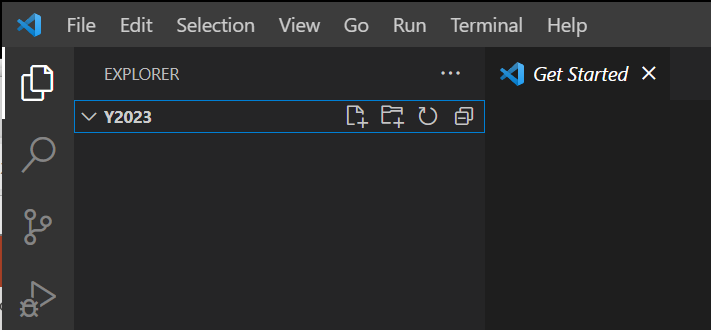 File Edit Selection View Go Run Terminal Help
EXPLORER
Get Started
Y2023